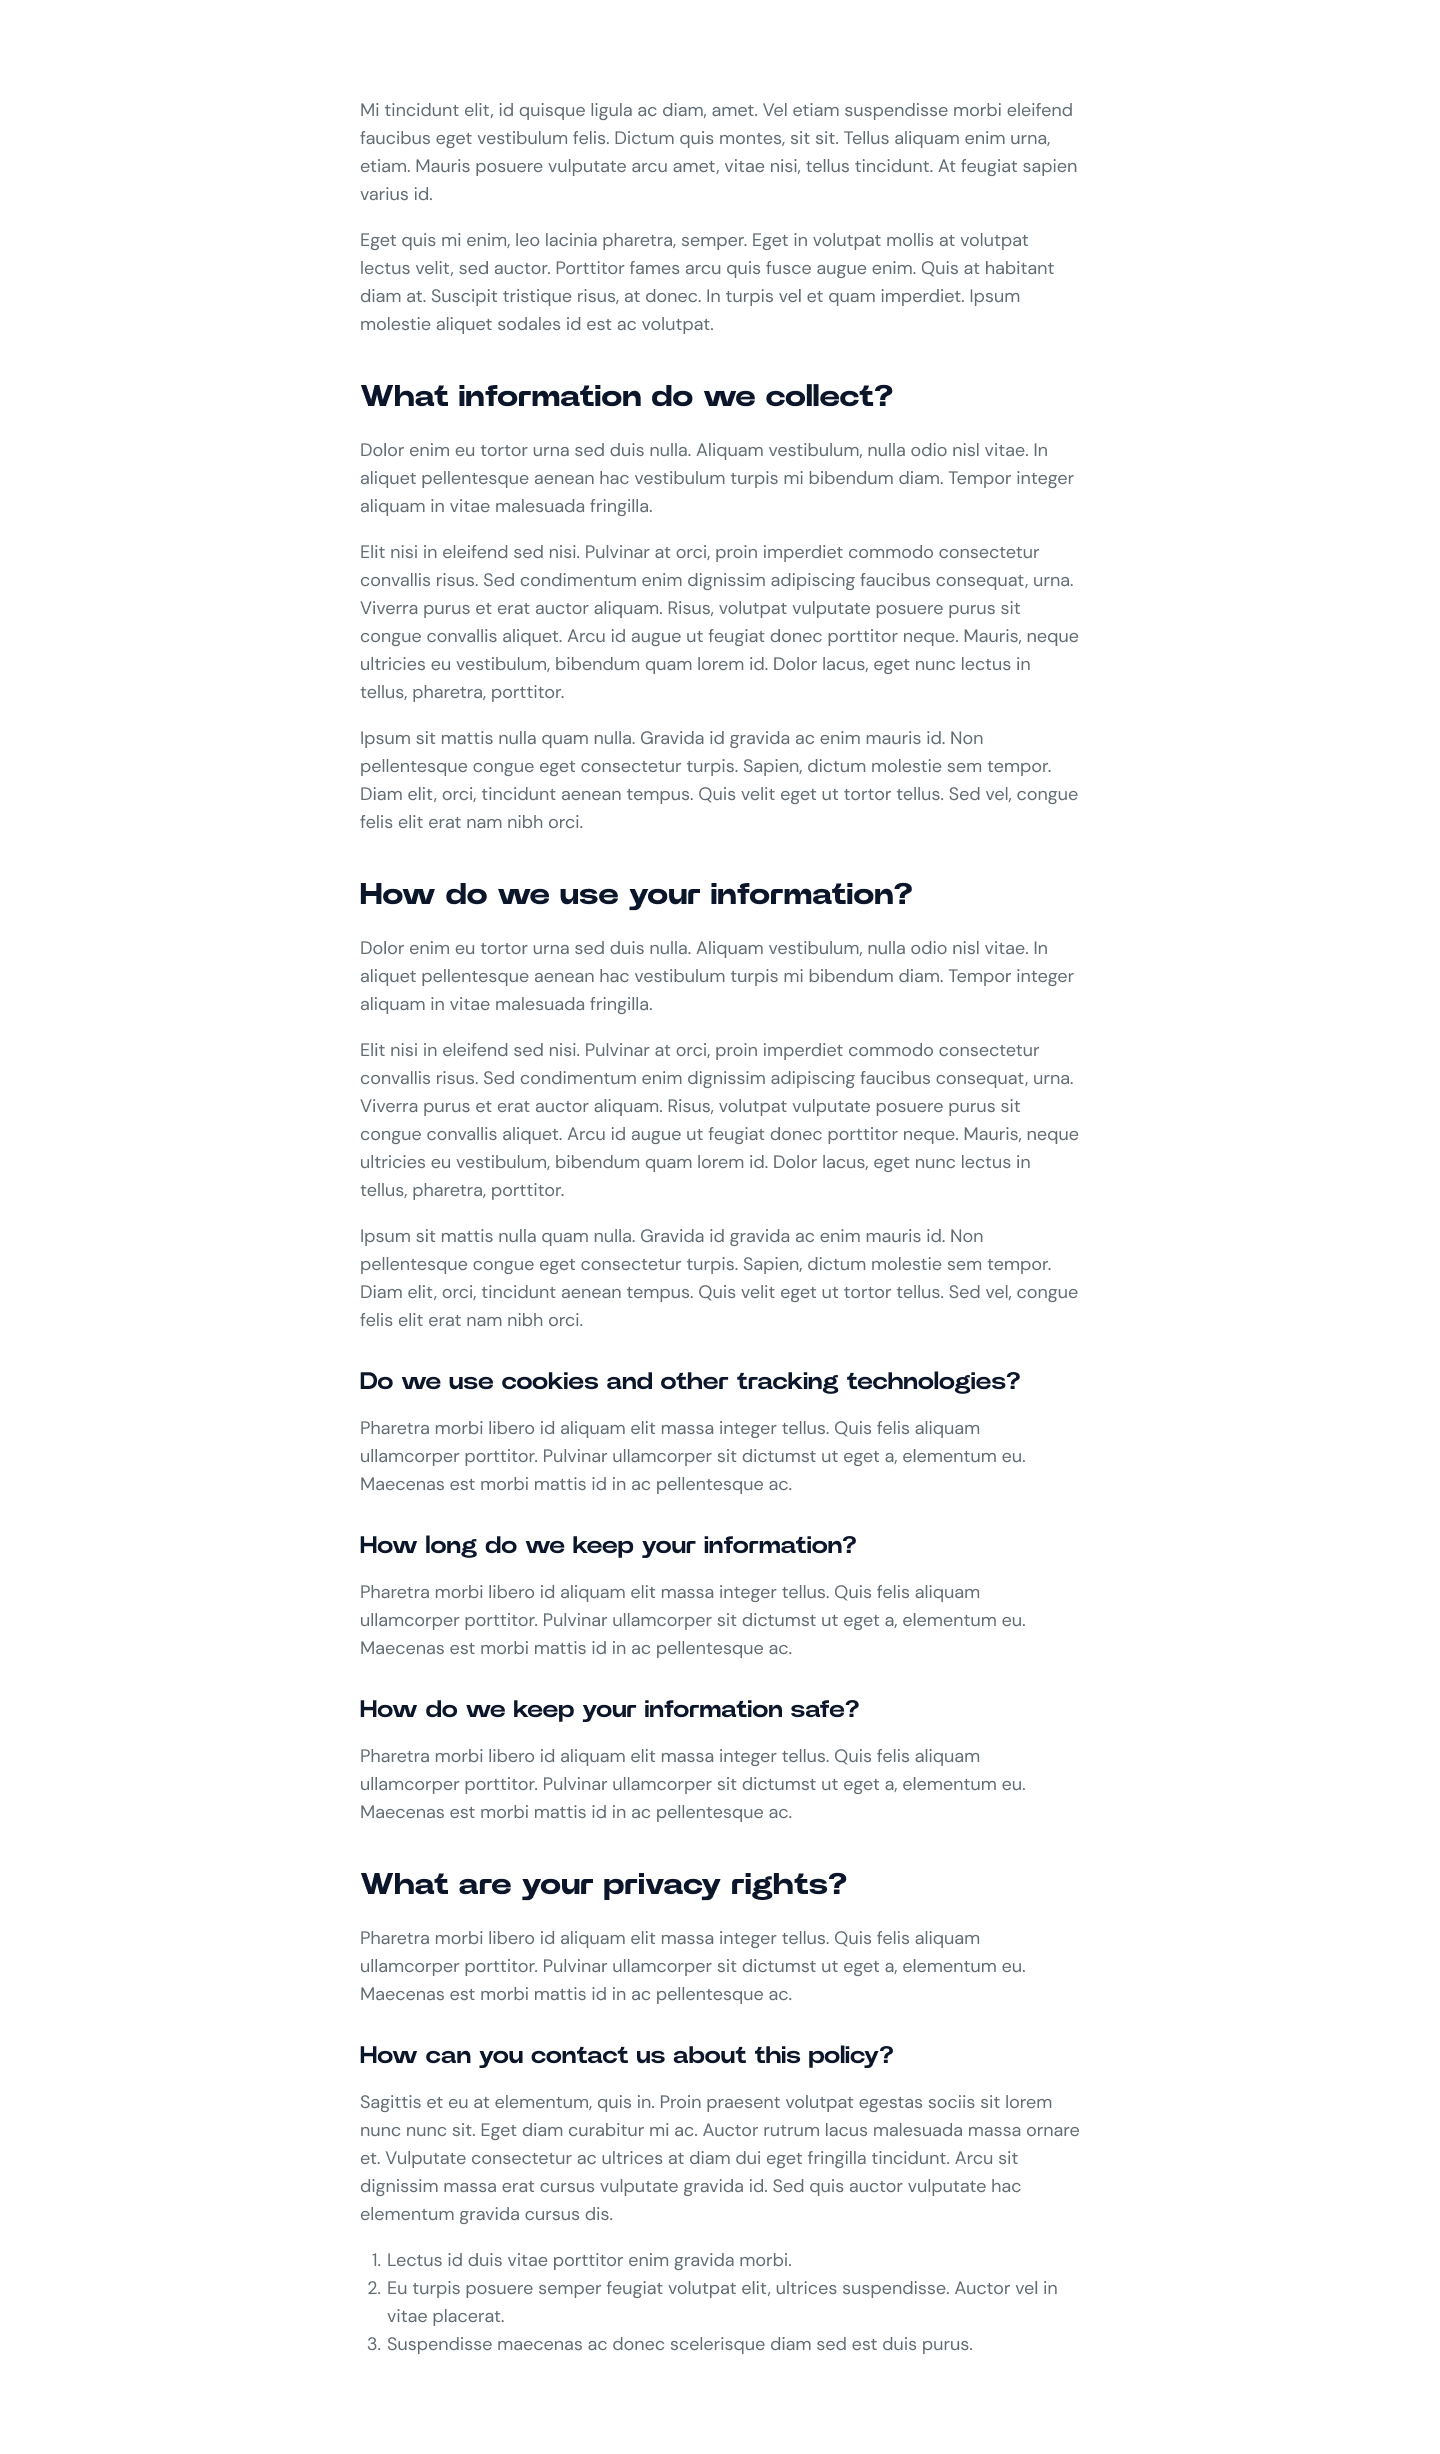 Mi tincidunt elit, id quisque ligula ac diam, amet. Vel etiam suspendisse morbi eleifend
faucibus eget vestibulum felis. Dictum quis montes, sit sit. Tellus aliquam enim urna,
etiam. Mauris posuere vulputate arcu amet, vitae nisi, tellus tincidunt. At feugiat sapien
varius id.
Eget quis mi enim, leo lacinia pharetra, semper. Eget in volutpat mollis at volutpat
lectus velit, sed auctor. Porttitor fames arcu quis fusce augue enim. Quis at habitant
diam at. Suscipit tristique risus, at donec. In turpis vel et quam imperdiet. Ipsum
molestie aliquet sodales id est ac volutpat.
What information do we collect?
Dolor enim eu tortor urna sed duis nulla. Aliquam vestibulum, nulla odio nisl vitae. In
aliquet pellentesque aenean hac vestibulum turpis mi bibendum diam. Tempor integer
aliquam in vitae malesuada fringilla.
Elit nisi in eleifend sed nisi. Pulvinar at orci, proin imperdiet commodo consectetur
convallis risus. Sed condimentum enim dignissim adipiscing faucibus consequat, urna.
Viverra purus et erat auctor aliquam. Risus, volutpat vulputate posuere purus sit
congue convallis aliquet. Arcu id augue ut feugiat donec porttitor neque. Mauris, neque
ultricies eu vestibulum, bibendum quam lorem id. Dolor lacus, eget nunc lectus in
tellus, pharetra, porttitor.
Ipsum sit mattis nulla quam nulla. Gravida id gravida ac enim mauris id. Non
pellentesque congue eget consectetur turpis. Sapien, dictum molestie sem tempor.
Diam elit, orci, tincidunt aenean tempus. Quis velit eget ut tortor tellus. Sed vel, congue
felis elit erat nam nibh orci.
How do we use your information?
Dolor enim eu tortor urna sed duis nulla. Aliquam vestibulum, nulla odio nisl vitae. In
aliquet pellentesque aenean hac vestibulum turpis mi bibendum diam. Tempor integer
aliquam in vitae malesuada fringilla.
Elit nisi in eleifend sed nisi. Pulvinar at orci, proin imperdiet commodo consectetur
convallis risus. Sed condimentum enim dignissim adipiscing faucibus consequat, urna.
Viverra purus et erat auctor aliquam. Risus, volutpat vulputate posuere purus sit
congue convallis aliquet. Arcu id augue ut feugiat donec porttitor neque. Mauris, neque
ultricies eu vestibulum, bibendum quam lorem id. Dolor lacus, eget nunc lectus in
tellus, pharetra, porttitor.
Ipsum sit mattis nulla quam nulla. Gravida id gravida ac enim mauris id. Non
pellentesque congue eget consectetur turpis. Sapien, dictum molestie sem tempor.
Diam elit, orci, tincidunt aenean tempus. Quis velit eget ut tortor tellus. Sed vel, congue
felis elit erat nam nibh orci.
Do we use cookies and other tracking technologies?
Pharetra morbi libero id aliquam elit massa integer tellus. Quis felis aliquam
ullamcorper porttitor. Pulvinar ullamcorper sit dictumst ut eget a, elementum eu.
Maecenas est morbi mattis id in ac pellentesque ac.
How long do we keep your information?
Pharetra morbi libero id aliquam elit massa integer tellus. Quis felis aliquam
ullamcorper porttitor. Pulvinar ullamcorper sit dictumst ut eget a, elementum eu.
Maecenas est morbi mattis id in ac pellentesque ac.
How do we keep your information safe?
Pharetra morbi libero id aliquam elit massa integer tellus. Quis felis aliquam
ullamcorper porttitor. Pulvinar ullamcorper sit dictumst ut eget a, elementum eu.
Maecenas est morbi mattis id in ac pellentesque ac.
What are your privacy rights?
Pharetra morbi libero id aliquam elit massa integer tellus. Quis felis aliquam
ullamcorper porttitor. Pulvinar ullamcorper sit dictumst ut eget a, elementum eu.
Maecenas est morbi mattis id in ac pellentesque ac.
How can you contact us about this policy?
Sagittis et eu at elementum, quis in. Proin praesent volutpat egestas sociis sit lorem
nunc nunc sit. Eget diam curabitur mi ac. Auctor rutrum lacus malesuada massa ornare
et. Vulputate consectetur ac ultrices at diam dui eget fringilla tincidunt. Arcu sit
dignissim massa erat cursus vulputate gravida id. Sed quis auctor vulputate hac
elementum gravida cursus dis.
1. Lectus id duis vitae porttitor enim gravida morbi.
2. Eu turpis posuere semper feugiat volutpat elit, ultrices suspendisse. Auctor vel in
vitae placerat.
3. Suspendisse maecenas ac donec scelerisque diam sed est duis purus.